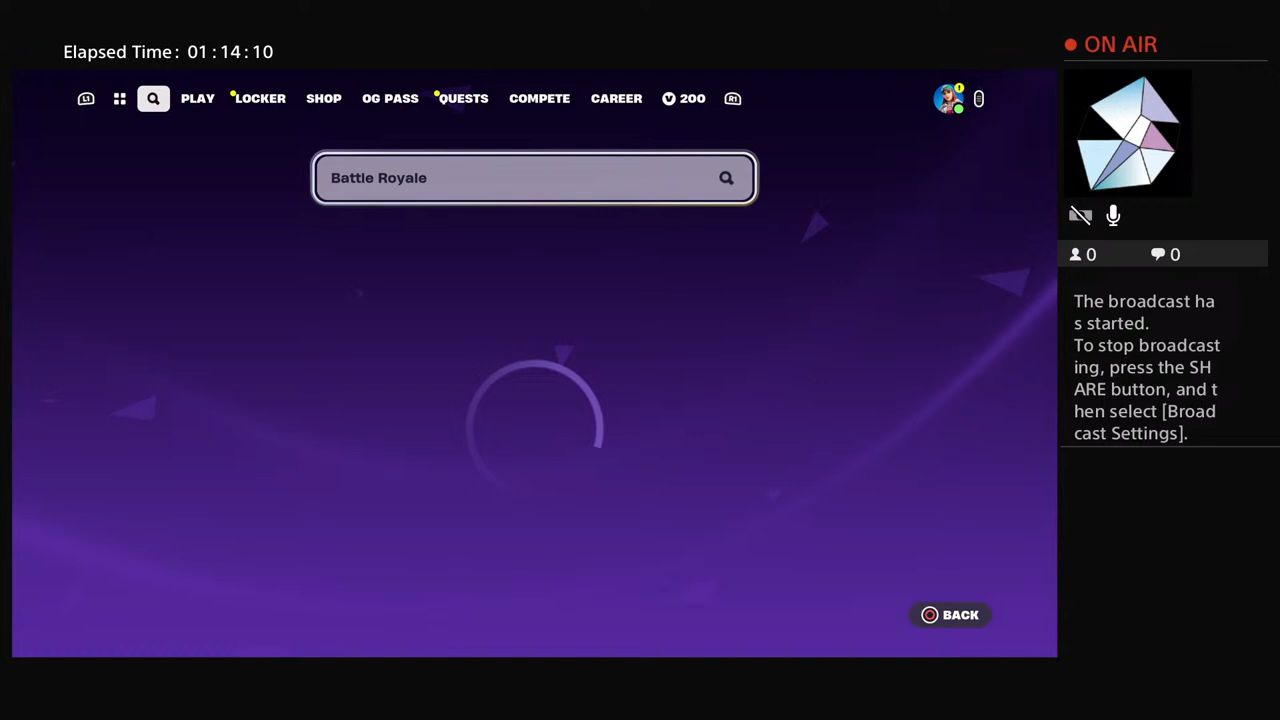 Elapsed Time: 01:14:10
ON AIR
L1 PLAY LOCKER SHOP OG PASS QUESTS COMPETE CAREER V 200 R1
!
Battle Royale
0 0
The broadcast ha
s started.
To stop broadcast
ing, press the SH
ARE button, and t
hen select [Broad
cast Settings].
BACK